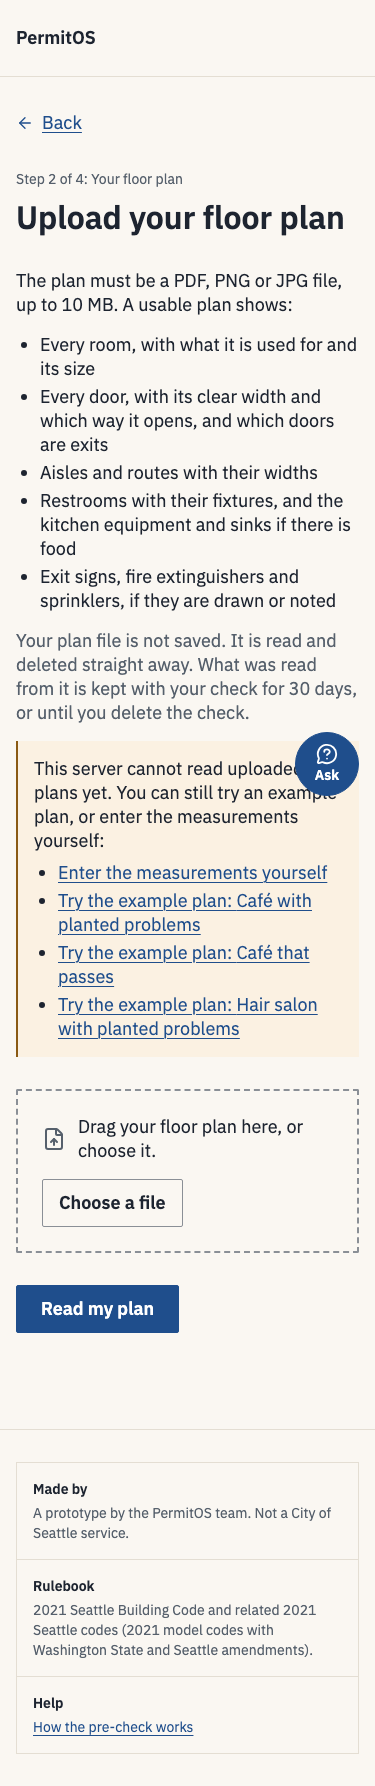 PermitOS
Back
Step 2 of 4: Your floor plan
Upload your floor plan
The plan must be a PDF, PNG or JPG file,
up to 10 MB. A usable plan shows:
Every room, with what it is used for and
its size
Every door, with its clear width and
which way it opens, and which doors
are exits
Aisles and routes with their widths
Restrooms with their fixtures, and the
kitchen equipment and sinks if there is
food
Exit signs, fire extinguishers and
sprinklers, if they are drawn or noted
Your plan file is not saved. It is read and
deleted straight away. What was read
from it is kept with your check for 30 days,
or until you delete the check.
This server cannot read uploaded
Ask
plans yet. You can still try an example
plan, or enter the measurements
yourself:
Enter the measurements yourself
Try the example plan: Café with
planted problems
Try the example plan: Café that
passes
Try the example plan: Hair salon
with planted problems
Drag your floor plan here, or
choose it.
Choose a file
Read my plan
Made by
A prototype by the PermitOS team. Not a City of
Seattle service.
Rulebook
2021 Seattle Building Code and related 2021
Seattle codes (2021 model codes with
Washington State and Seattle amendments).
Help
How the pre-check works